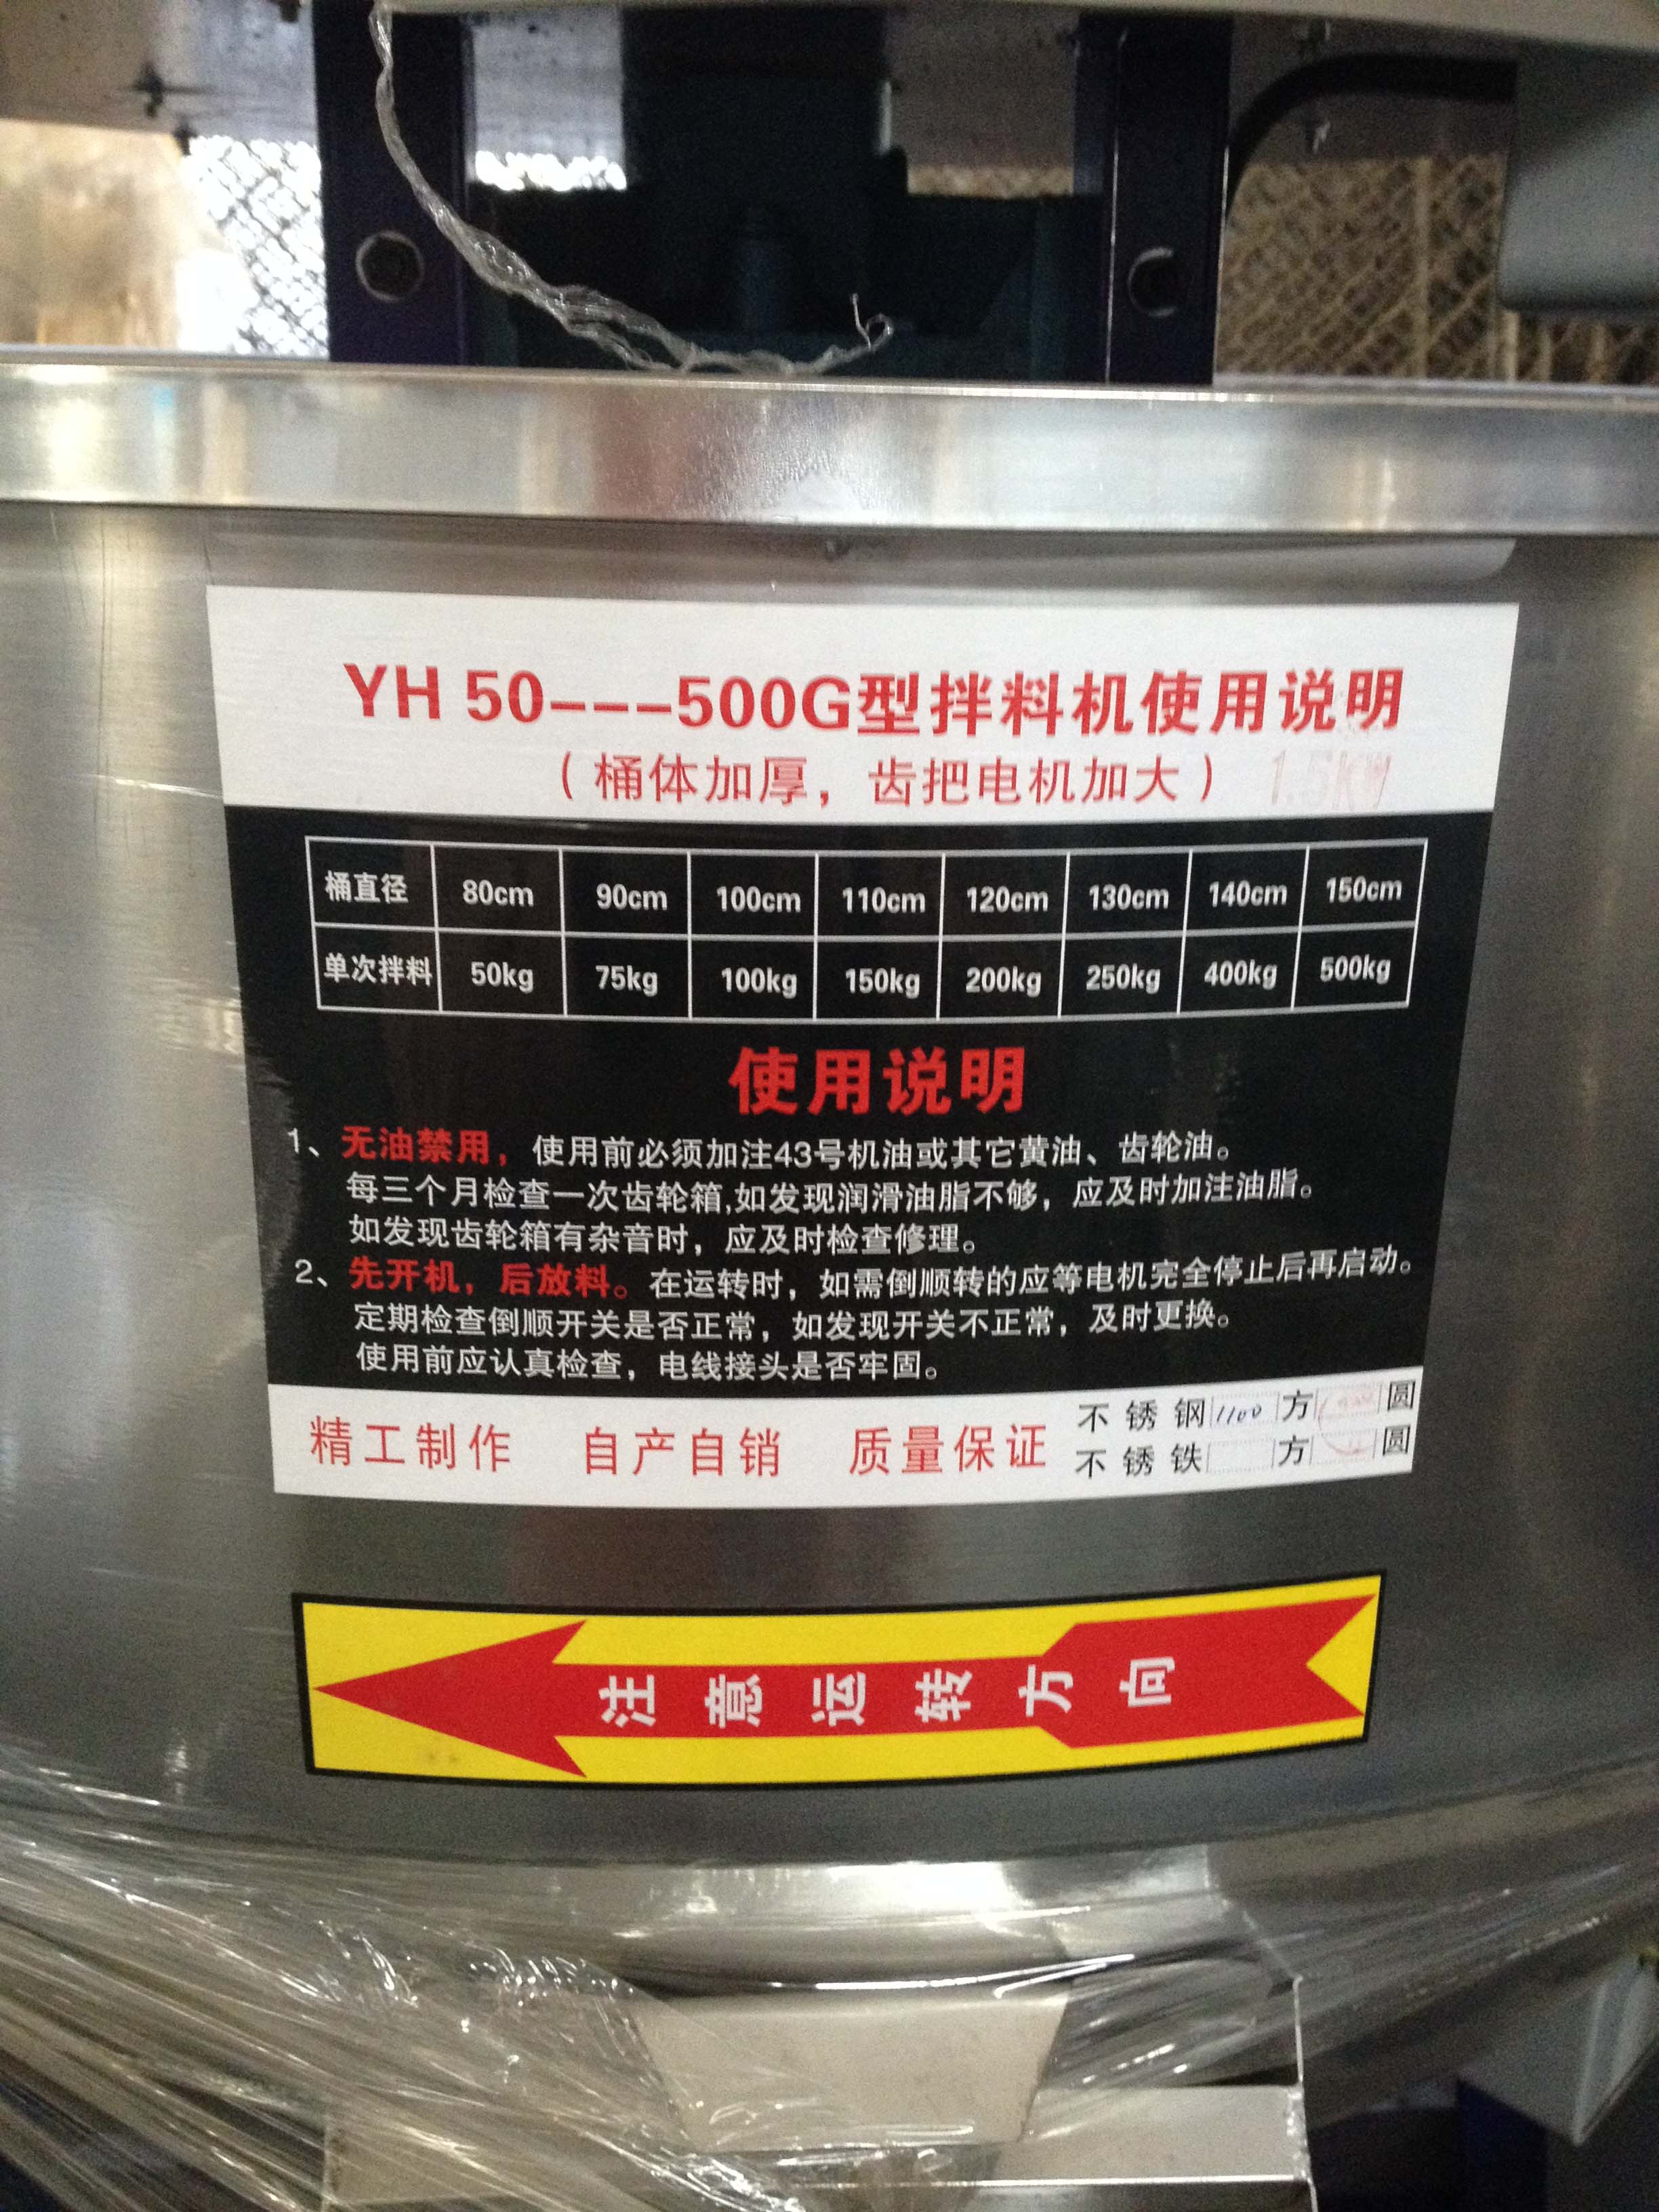 YH 50---500G型拌料机使用说明
（桶体加厚，齿把电机加大） 1.5KW
桶直径 80cm 90cm 100cm 110cm 120cm 130cm 140cm 150cm
单次拌料 50kg 75kg 100kg 150kg 200kg 250kg 400kg 500kg
使用说明
1、无油禁用，使用前必须加注43号机油或其它黄油、齿轮油。
每三个月检查一次齿轮箱,如发现润滑油脂不够，应及时加注油脂。
如发现齿轮箱有杂音时，应及时检查修理。
2、先开机，后放料。在运转时，如需倒顺转的应等电机完全停止后再启动。
定期检查倒顺开关是否正常，如发现开关不正常，及时更换。
使用前应认真检查，电线接头是否牢固。
精工制作 自产自销 质量保证
不锈钢 1100 方 圆
不锈铁 方 圆
注意运转方向